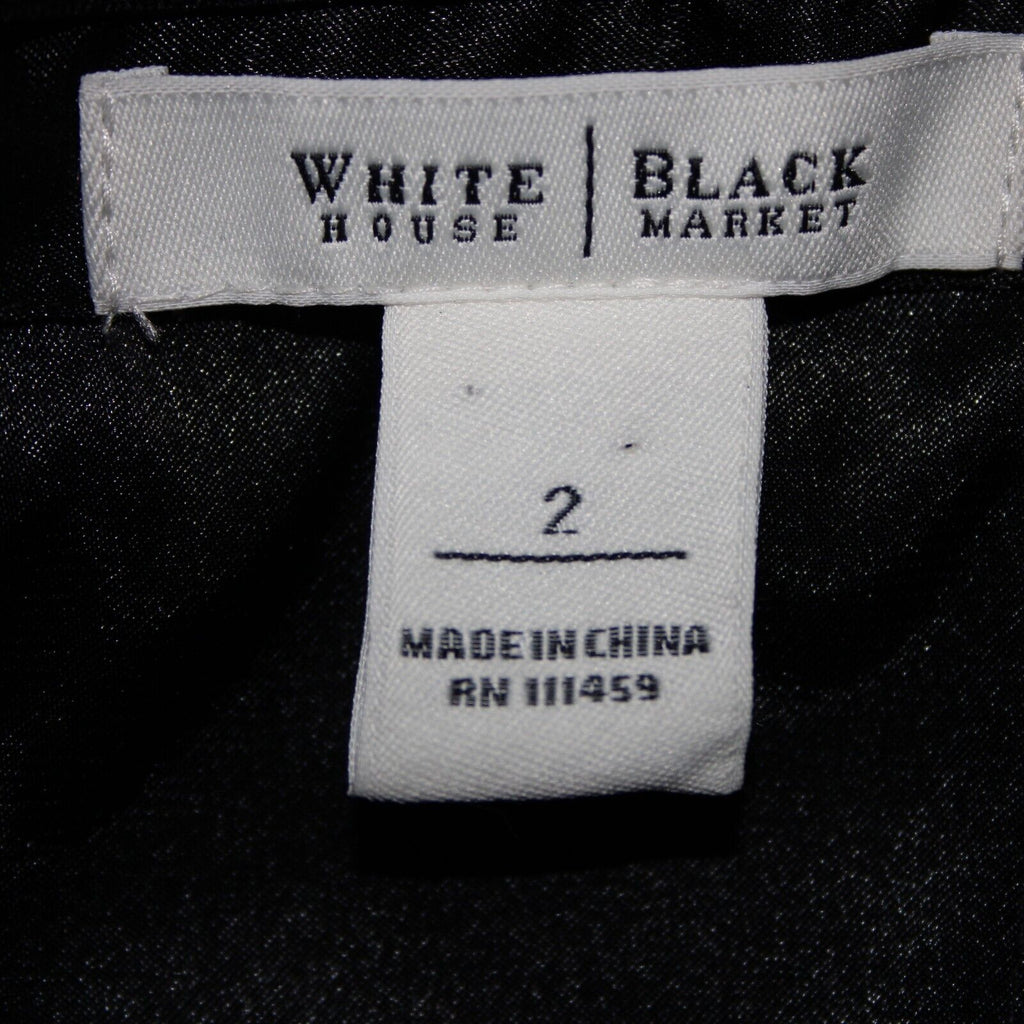 WHITE | BLACK
HOUSE | MARKET
2
MADE IN CHINA
RN 111459